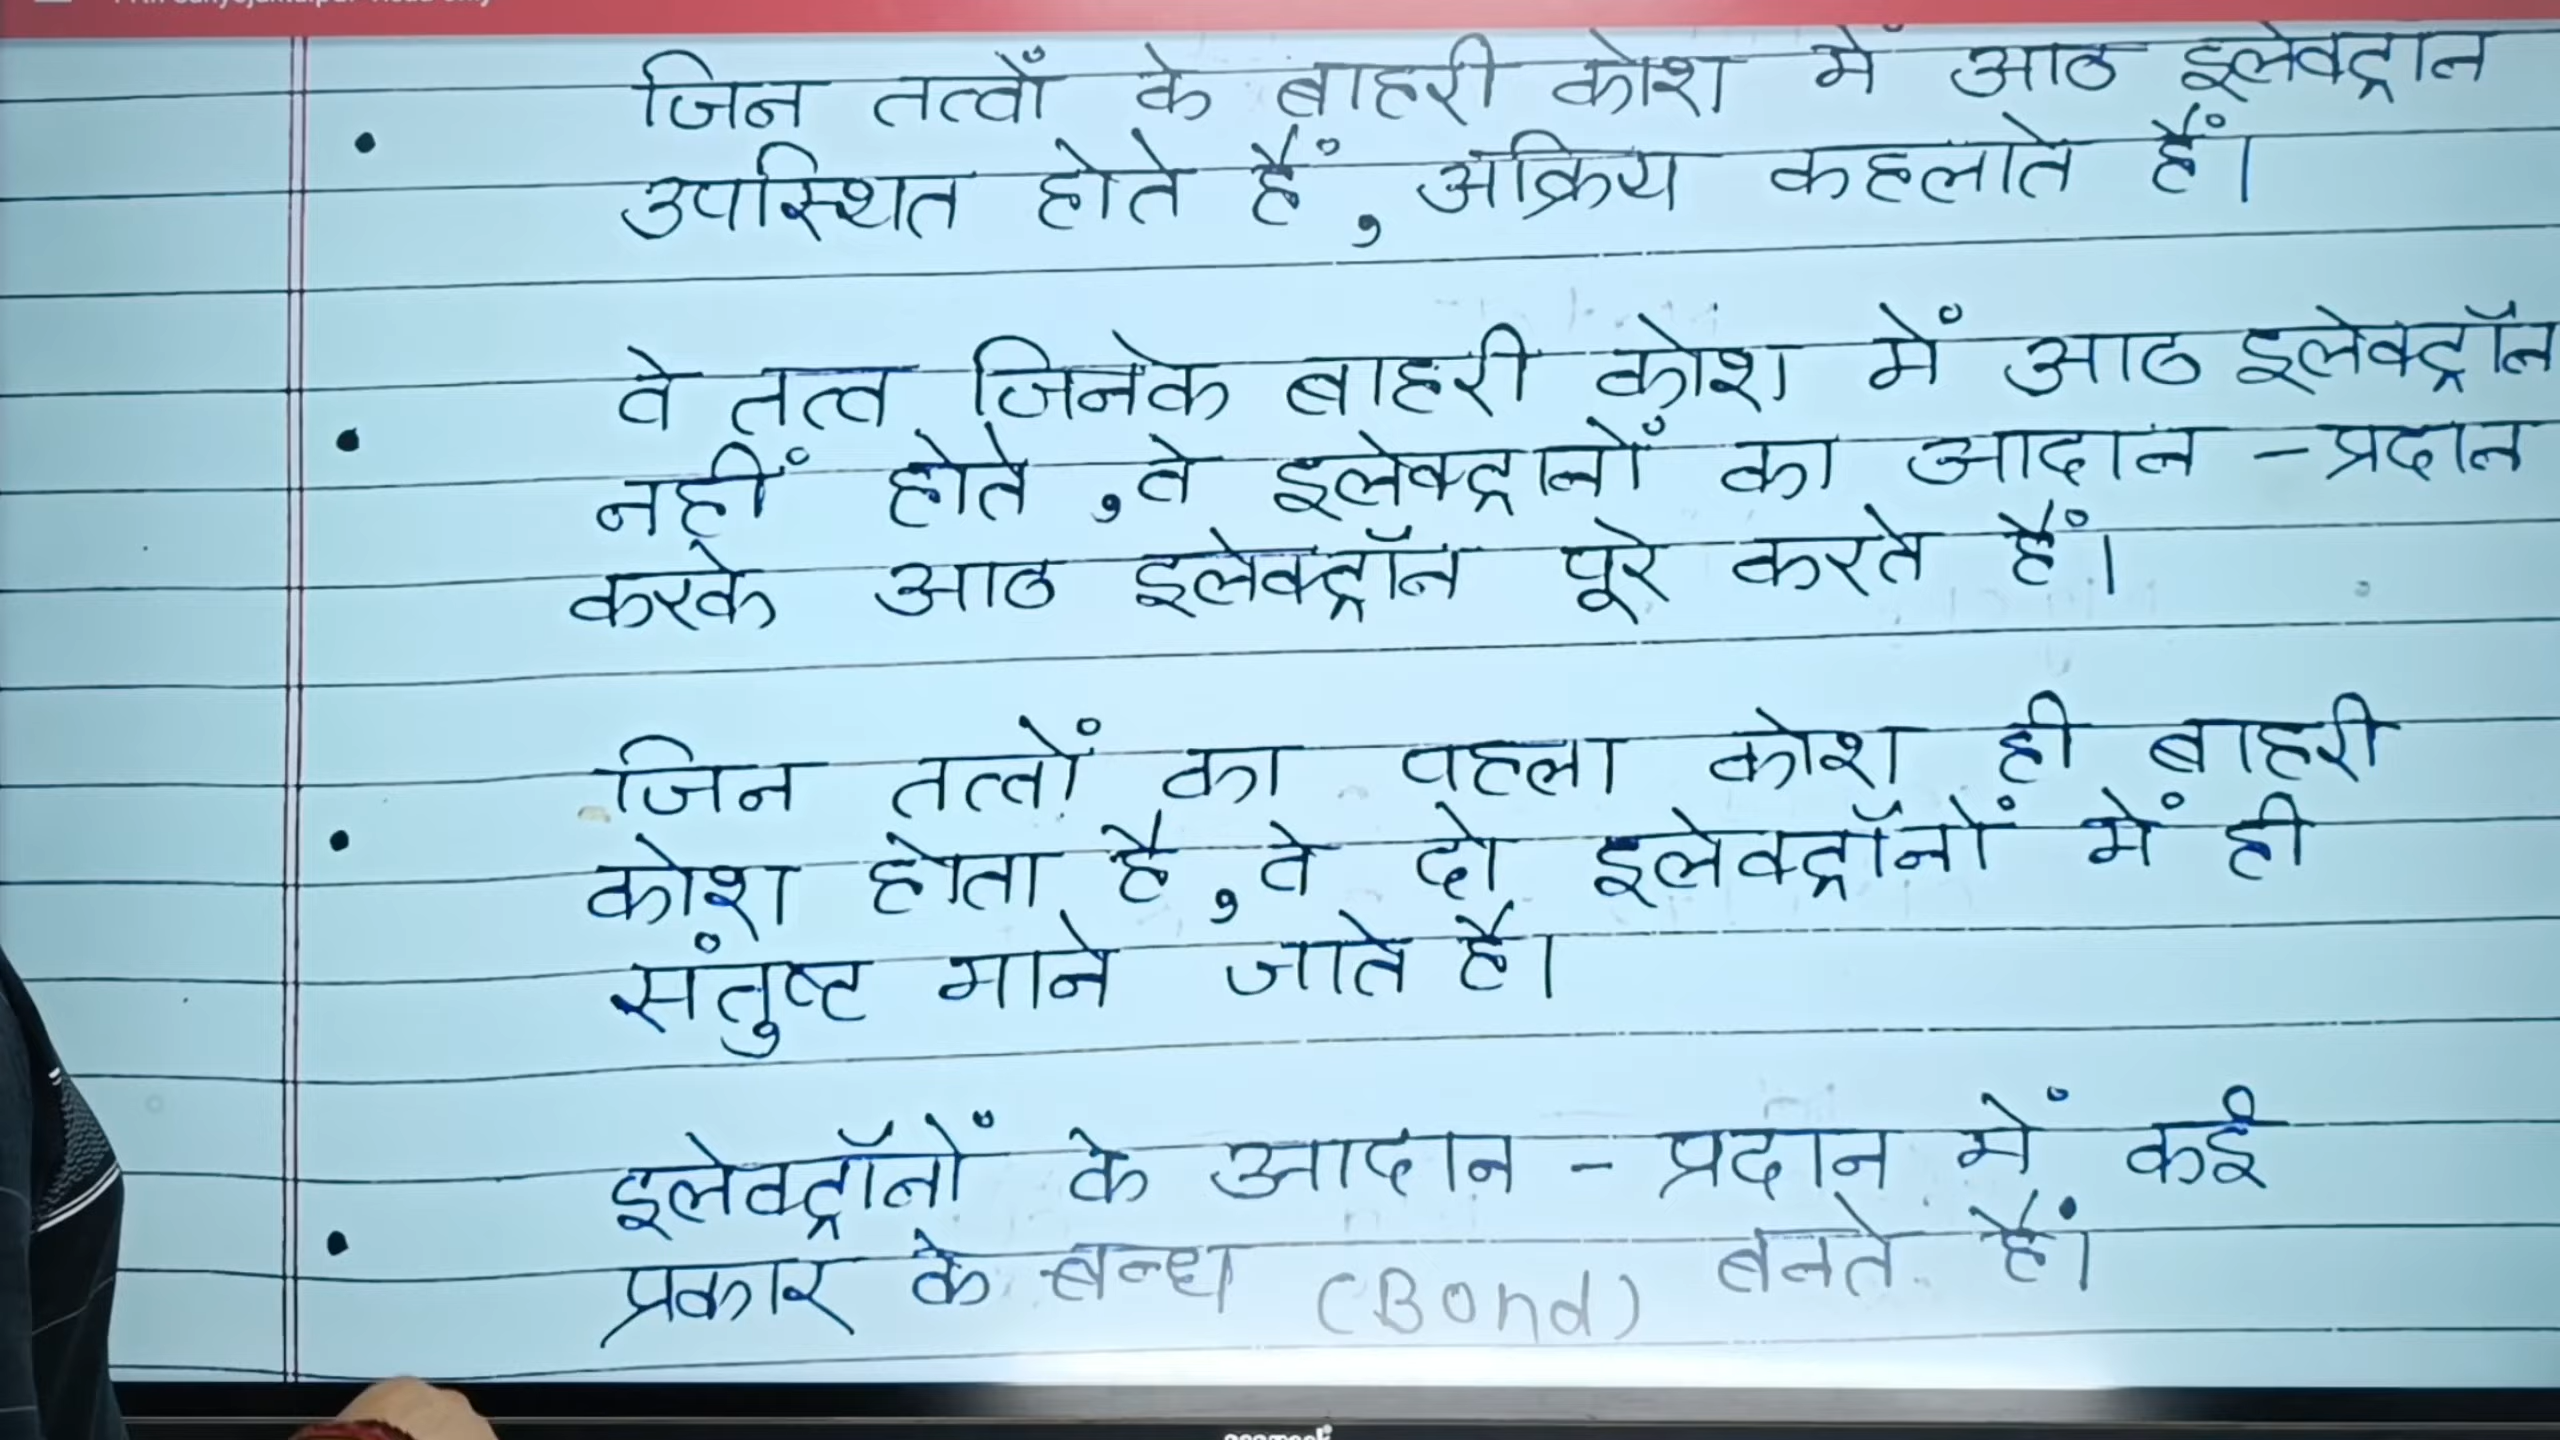 जिन तत्वों के बाहरी कोश में आठ इलेक्ट्रान
उपस्थित होते हैं, अक्रिय कहलाते हैं।
वे तत्व जिनके बाहरी कोश में आठ इलेक्ट्रॉन
नहीं होते, वे इलेक्ट्रानों का आदान - प्रदान
करके आठ इलेक्ट्रॉन पूरे करते हैं।
जिन तत्वों का पहला कोश ही बाहरी
कोश होता है, वे दो इलेक्ट्रॉनों में ही
संतुष्ट माने जाते है।
इलेक्ट्रॉनों के आदान - प्रदान में कई
प्रकार के बन्ध (Bond) बनते हैं।